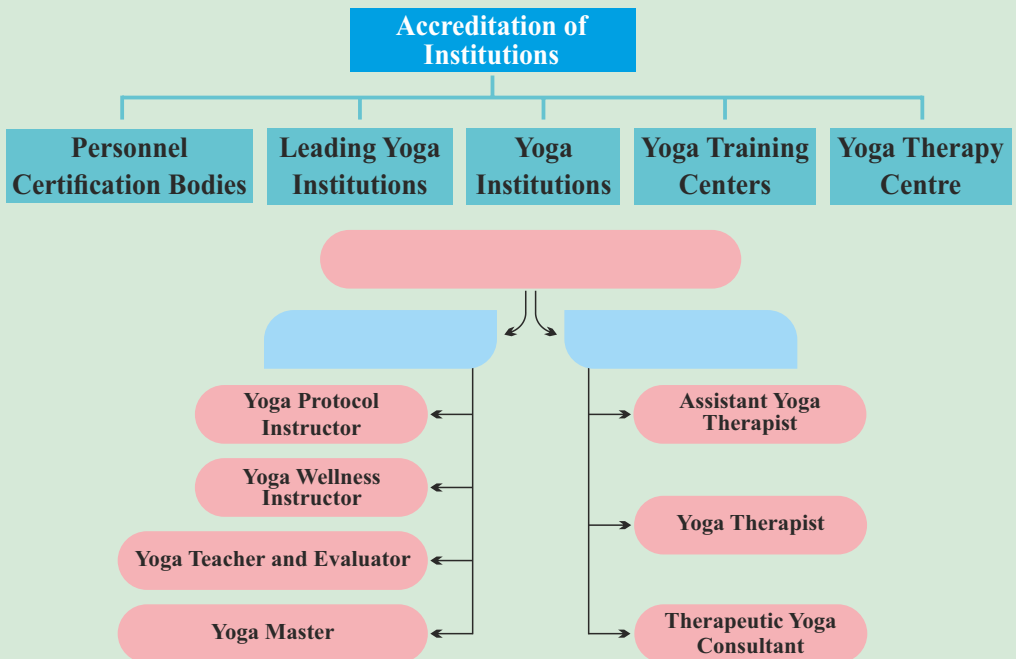 Accreditation of
Institutions
Personnel
Certification Bodies
Leading Yoga
Institutions
Yoga
Institutions
Yoga Training
Centers
Yoga Therapy
Centre
Yoga Protocol
Instructor
Yoga Wellness
Instructor
Yoga Teacher and Evaluator
Yoga Master
Assistant Yoga
Therapist
Yoga Therapist
Therapeutic Yoga
Consultant